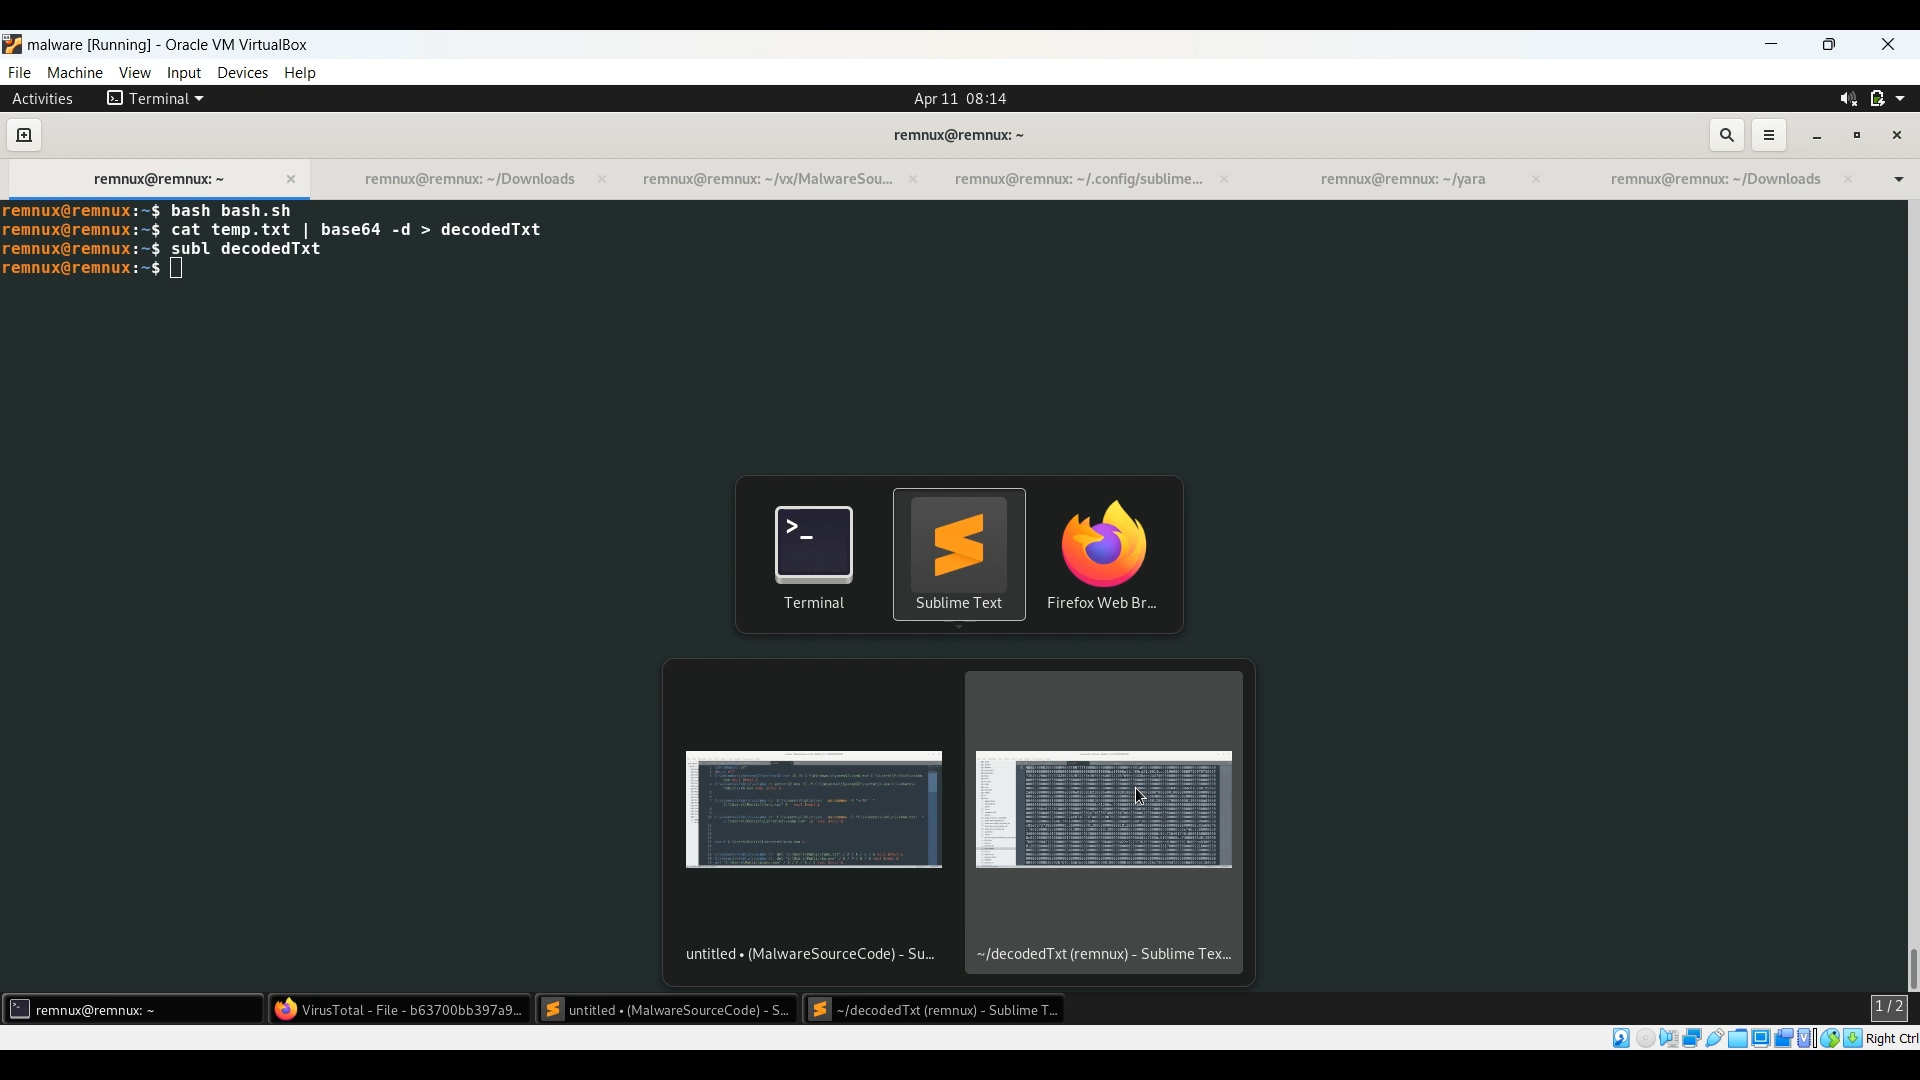 malware [Running] - Oracle VM VirtualBox
File Machine View Input Devices Help
Activities Terminal Apr 11 08:14
remnux@remnux: ~
remnux@remnux: ~ remnux@remnux: ~/Downloads remnux@remnux: ~/vx/MalwareSou... remnux@remnux: ~/.config/sublime... remnux@remnux: ~/yara remnux@remnux: ~/Downloads
remnux@remnux:~$ bash bash.sh
remnux@remnux:~$ cat temp.txt | base64 -d > decodedTxt
remnux@remnux:~$ subl decodedTxt
remnux@remnux:~$
Terminal Sublime Text Firefox Web Br...
untitled • (MalwareSourceCode) - Su... ~/decodedTxt (remnux) - Sublime Tex...
remnux@remnux: ~ VirusTotal - File - b63700bb397a9... untitled • (MalwareSourceCode) - S... ~/decodedTxt (remnux) - Sublime T... 1 / 2
Right Ctrl